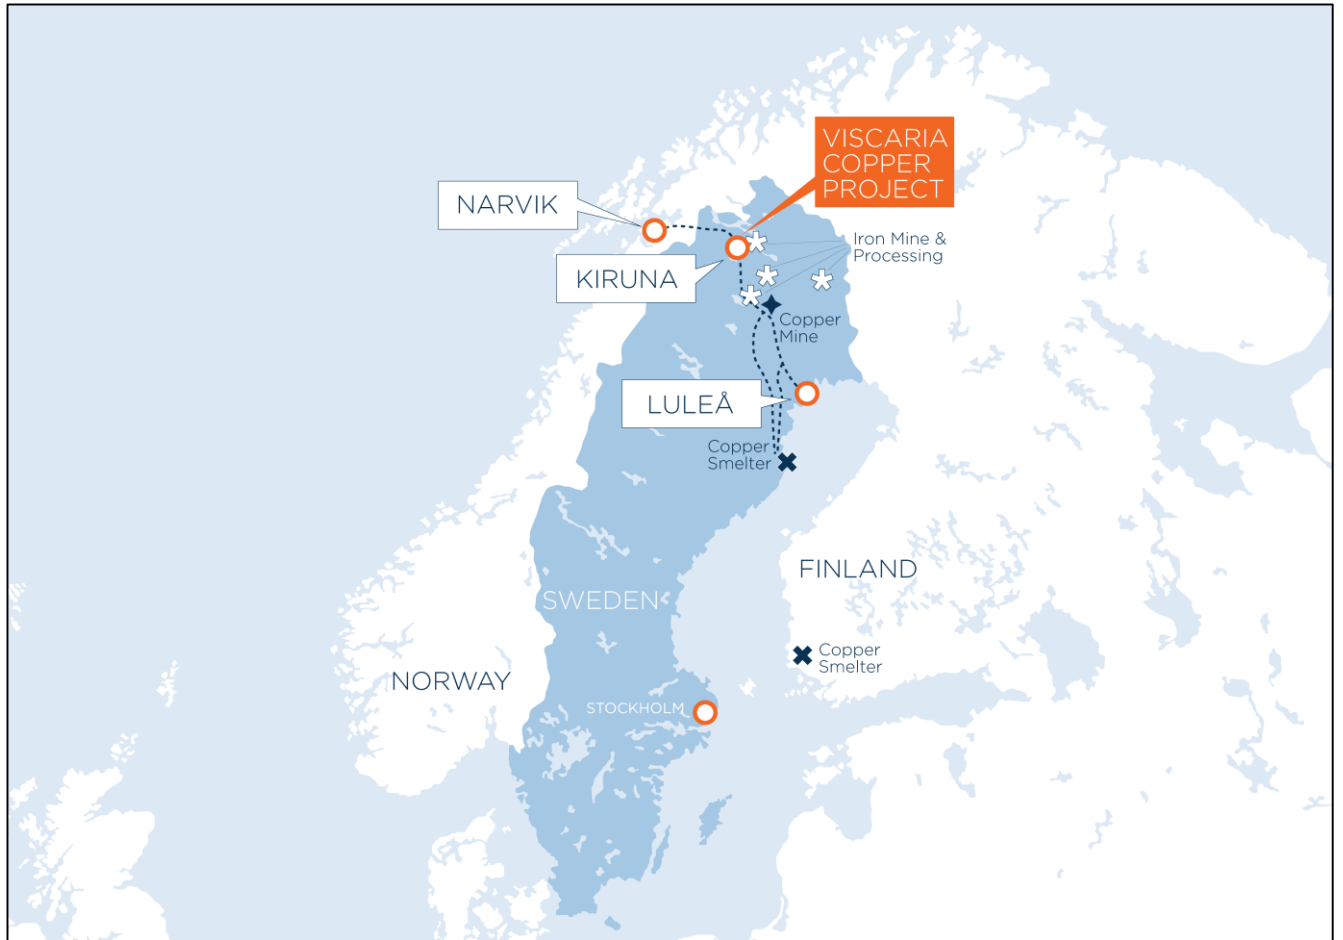 VISCARIA
COPPER
PROJECT
NARVIK
Iron Mine &
Processing
KIRUNA
Copper
Mine
LULEÅ
Copper
Smelter
FINLAND
SWEDEN
Copper
Smelter
NORWAY
STOCKHOLM